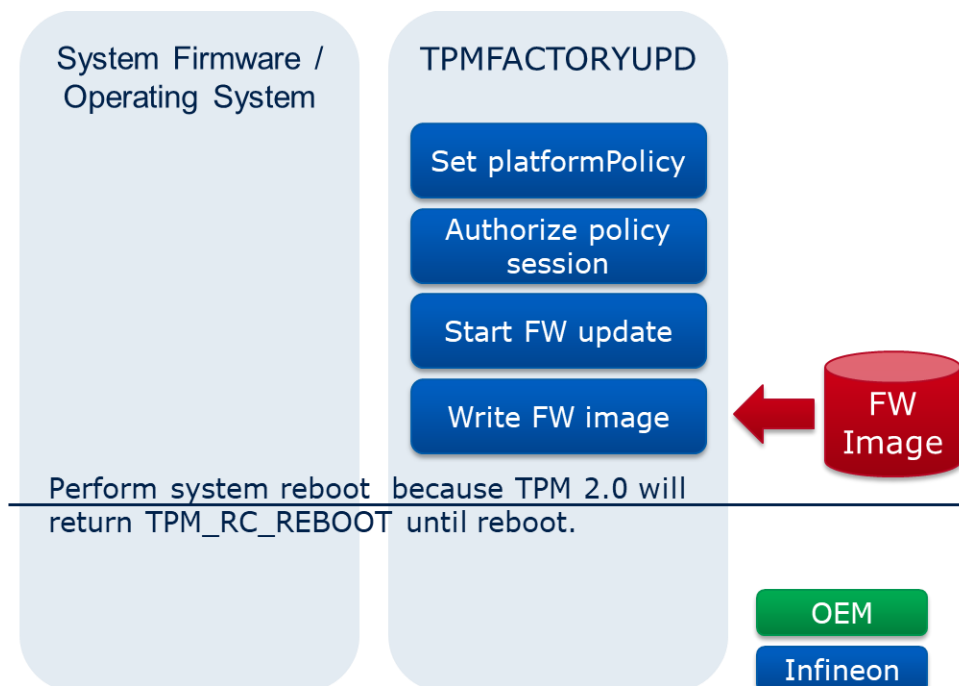 System Firmware /
Operating System
TPMFACTORYUPD
Set platformPolicy
Authorize policy
session
Start FW update
Write FW image
FW
Image
Perform system reboot because TPM 2.0 will
return TPM_RC_REBOOT until reboot.
OEM
Infineon